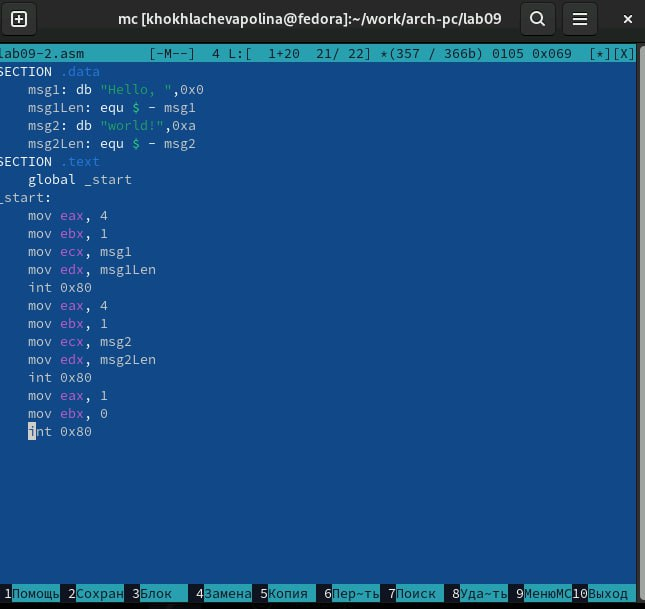 mc [khokhlachevapolina@fedora]:~/work/arch-pc/lab09
lab09-2.asm [-M--] 4 L:[ 1+20 21/ 22] *(357 / 366b) 0105 0x069 [*][X]
SECTION .data
msg1: db "Hello, ",0x0
msg1Len: equ $ - msg1
msg2: db "world!",0xa
msg2Len: equ $ - msg2
SECTION .text
global _start
_start:
mov eax, 4
mov ebx, 1
mov ecx, msg1
mov edx, msg1Len
int 0x80
mov eax, 4
mov ebx, 1
mov ecx, msg2
mov edx, msg2Len
int 0x80
mov eax, 1
mov ebx, 0
int 0x80
1Помощь 2Сохран 3Блок 4Замена 5Копия 6Пер~ть 7Поиск 8Уда~ть 9МенюMC 10Выход